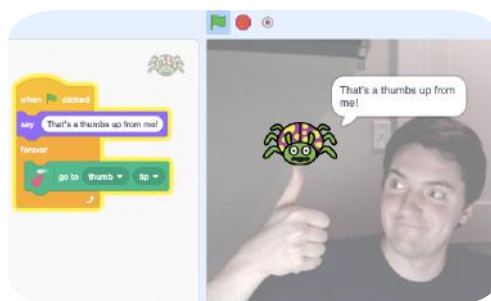 when clicked
say That's a thumbs up from me!
forever
go to thumb tip
That's a thumbs up from
me!